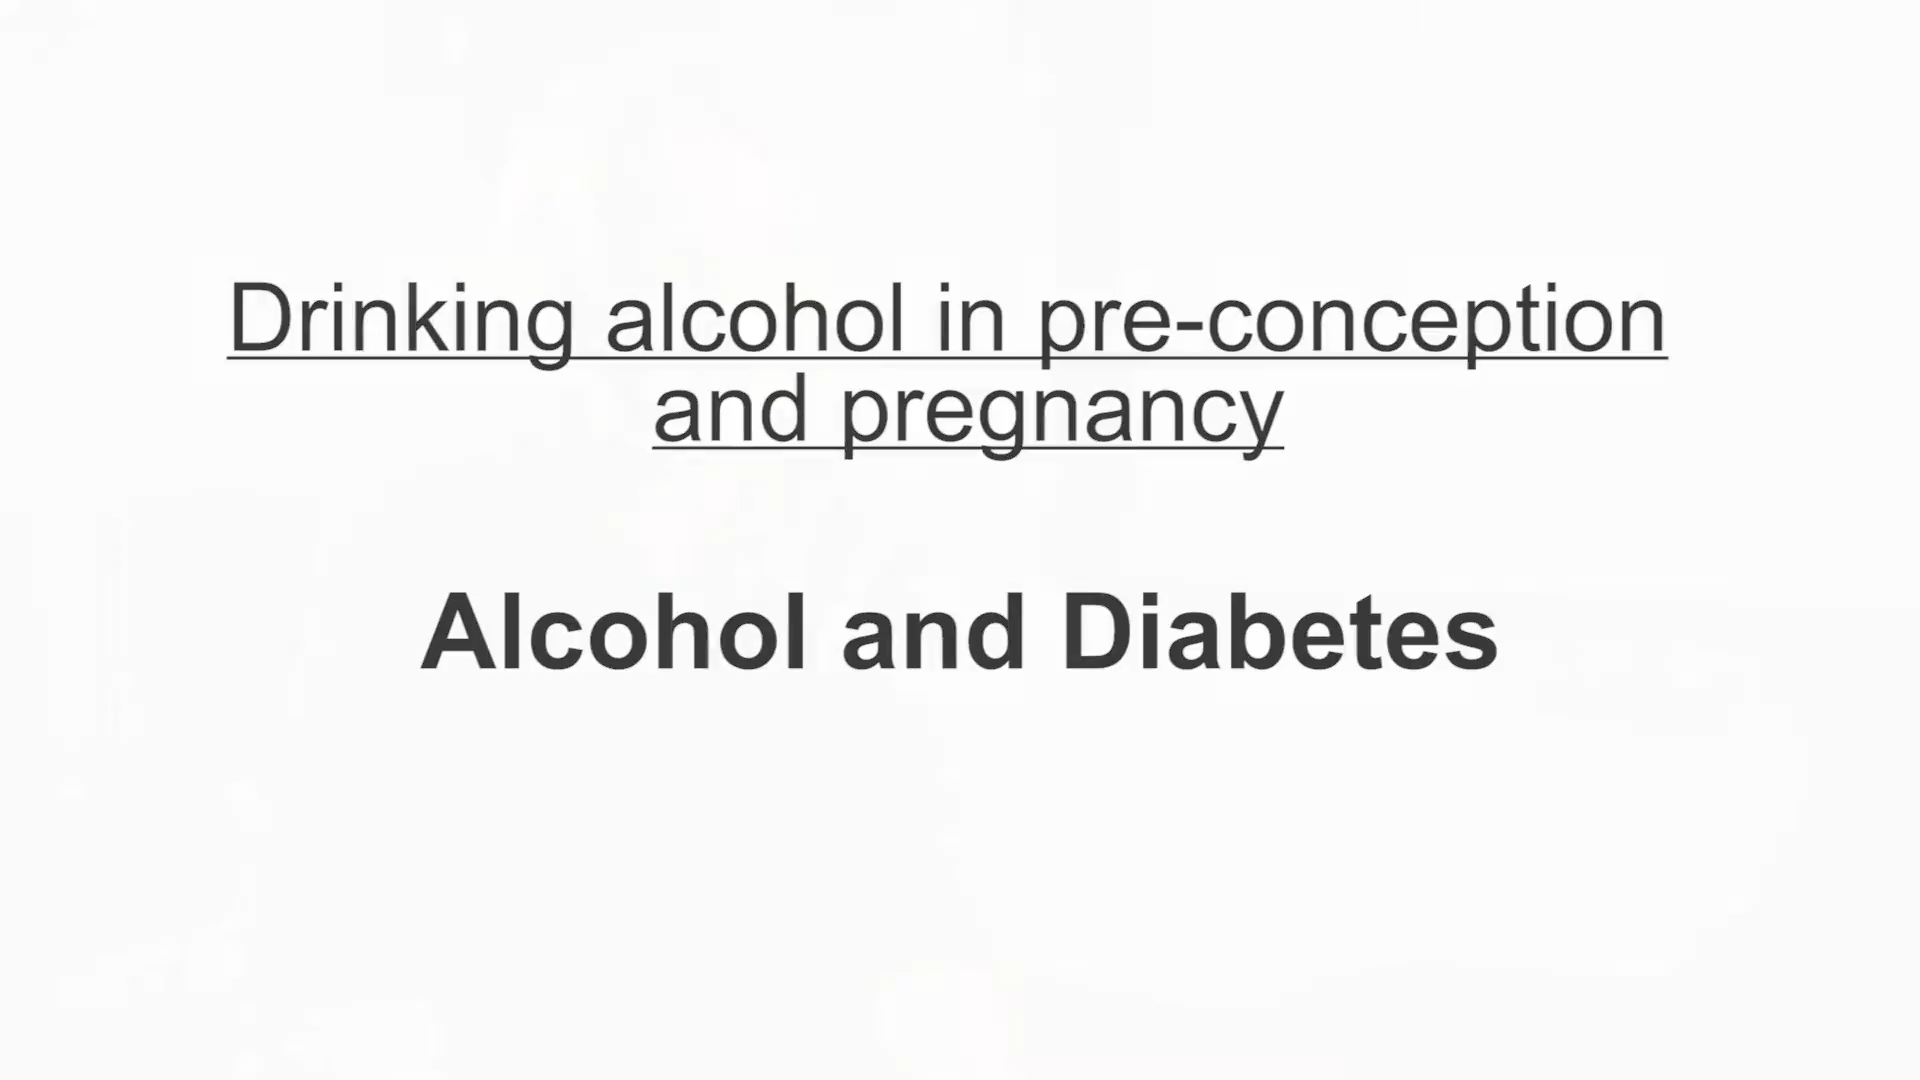 Drinking alcohol in pre-conception
and pregnancy
Alcohol and Diabetes